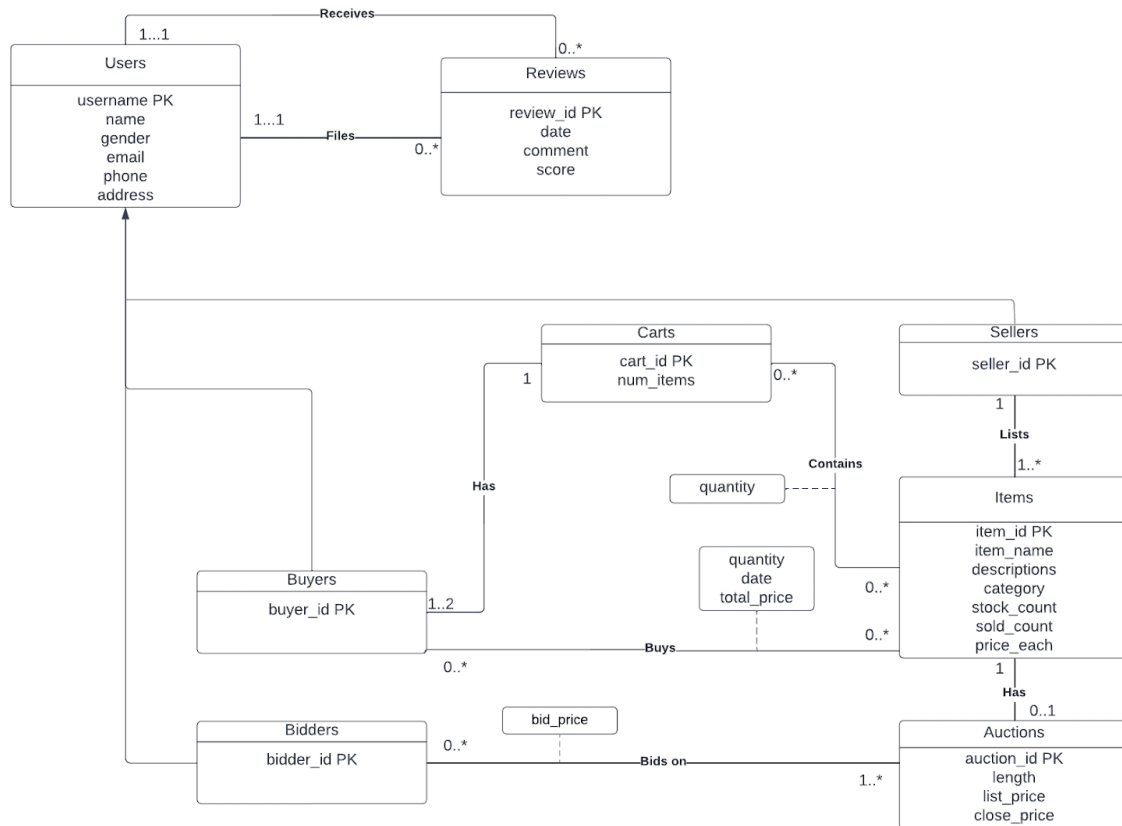 Receives
1...1
0..*
Users
username PK
name
gender
email
phone
address
Reviews
review_id PK
date
comment
score
1...1
Files
0..*
Carts
cart_id PK
num_items
Sellers
seller_id PK
1
0..*
1
Lists
1..*
Has
Contains
quantity
Items
item_id PK
item_name
descriptions
category
stock_count
sold_count
price_each
quantity
date
total_price
Buyers
buyer_id PK
1..2
0..*
0..*
Buys
0..*
1
Has
0..1
Bidders
bidder_id PK
bid_price
0..*
Bids on
1..*
Auctions
auction_id PK
length
list_price
close_price